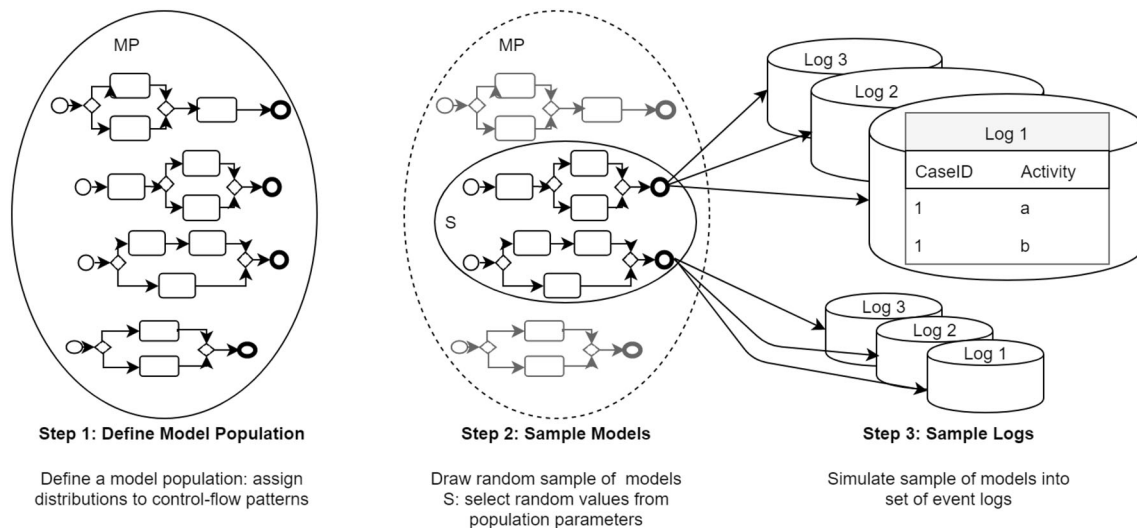 MP
MP
S
Log 3
Log 2
Log 1
CaseID Activity
1 a
1 b
Log 3
Log 2
Log 1
Step 1: Define Model Population
Define a model population: assign
distributions to control-flow patterns
Step 2: Sample Models
Draw random sample of models
S: select random values from
population parameters
Step 3: Sample Logs
Simulate sample of models into
set of event logs